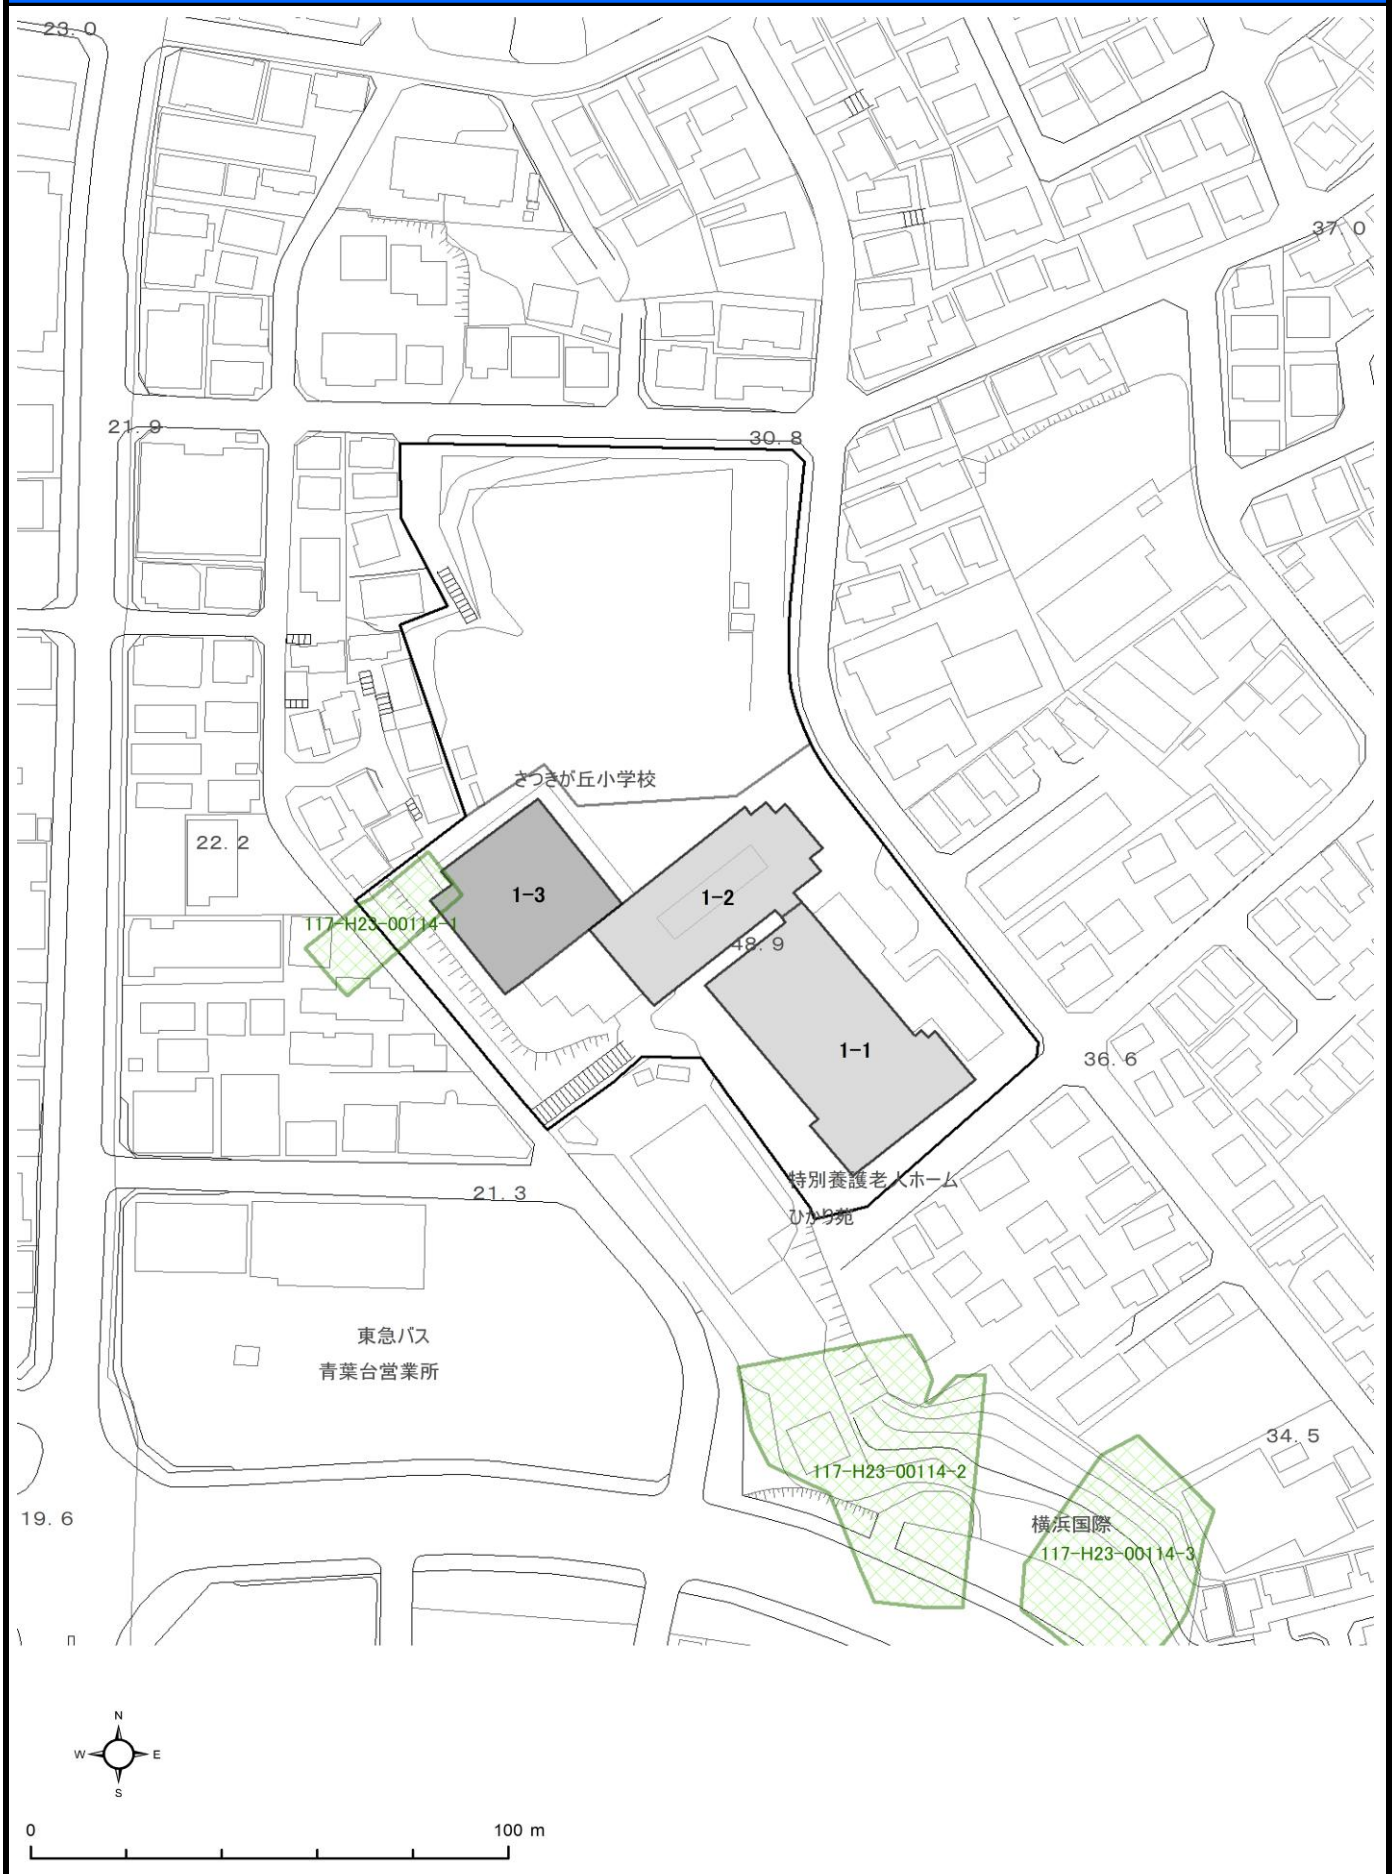 23.0
37.0
21.9
30.8
さつきが丘小学校
22.2
1-3
1-2
117-H23-00114-1
48.9
1-1
36.6
特別養護老人ホーム
ひかり苑
21.3
東急バス
青葉台営業所
34.5
117-H23-00114-2
19.6
横浜国際
117-H23-00114-3
N
W
E
S
0
100 m